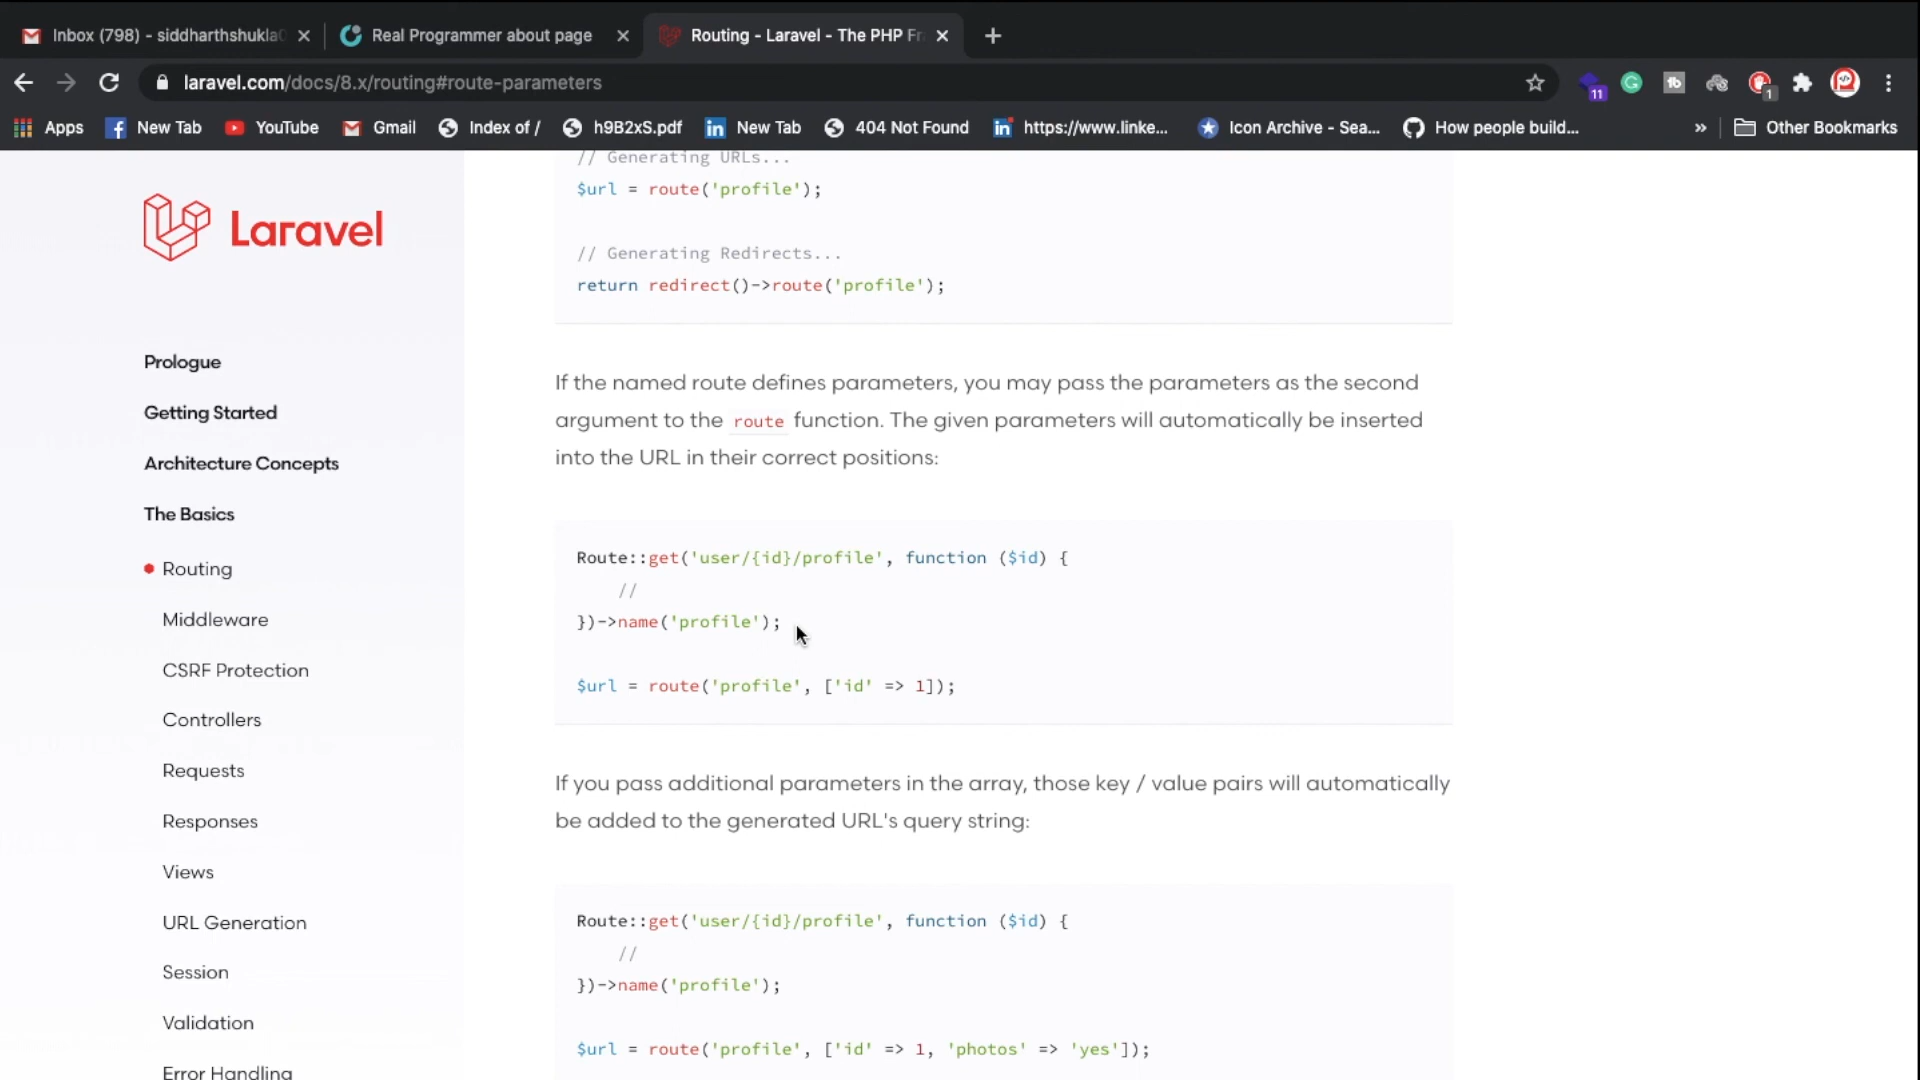 Inbox (798) - siddharthshukla
Real Programmer about page
Routing - Laravel - The PHP Fr
laravel.com/docs/8.x/routing#route-parameters
11
1
Apps
New Tab
YouTube
Gmail
Index of /
h9B2xS.pdf
New Tab
404 Not Found
https://www.linke...
Icon Archive - Sea...
How people build...
»
Other Bookmarks
Laravel
Prologue
Getting Started
Architecture Concepts
The Basics
Routing
Middleware
CSRF Protection
Controllers
Requests
Responses
Views
URL Generation
Session
Validation
Error Handling
// Generating URLs...
$url = route('profile');
// Generating Redirects...
return redirect()->route('profile');
If the named route defines parameters, you may pass the parameters as the second
argument to the route function. The given parameters will automatically be inserted
into the URL in their correct positions:
Route::get('user/{id}/profile', function ($id) {
//
})->name('profile');
$url = route('profile', ['id' => 1]);
If you pass additional parameters in the array, those key / value pairs will automatically
be added to the generated URL's query string:
Route::get('user/{id}/profile', function ($id) {
//
})->name('profile');
$url = route('profile', ['id' => 1, 'photos' => 'yes']);